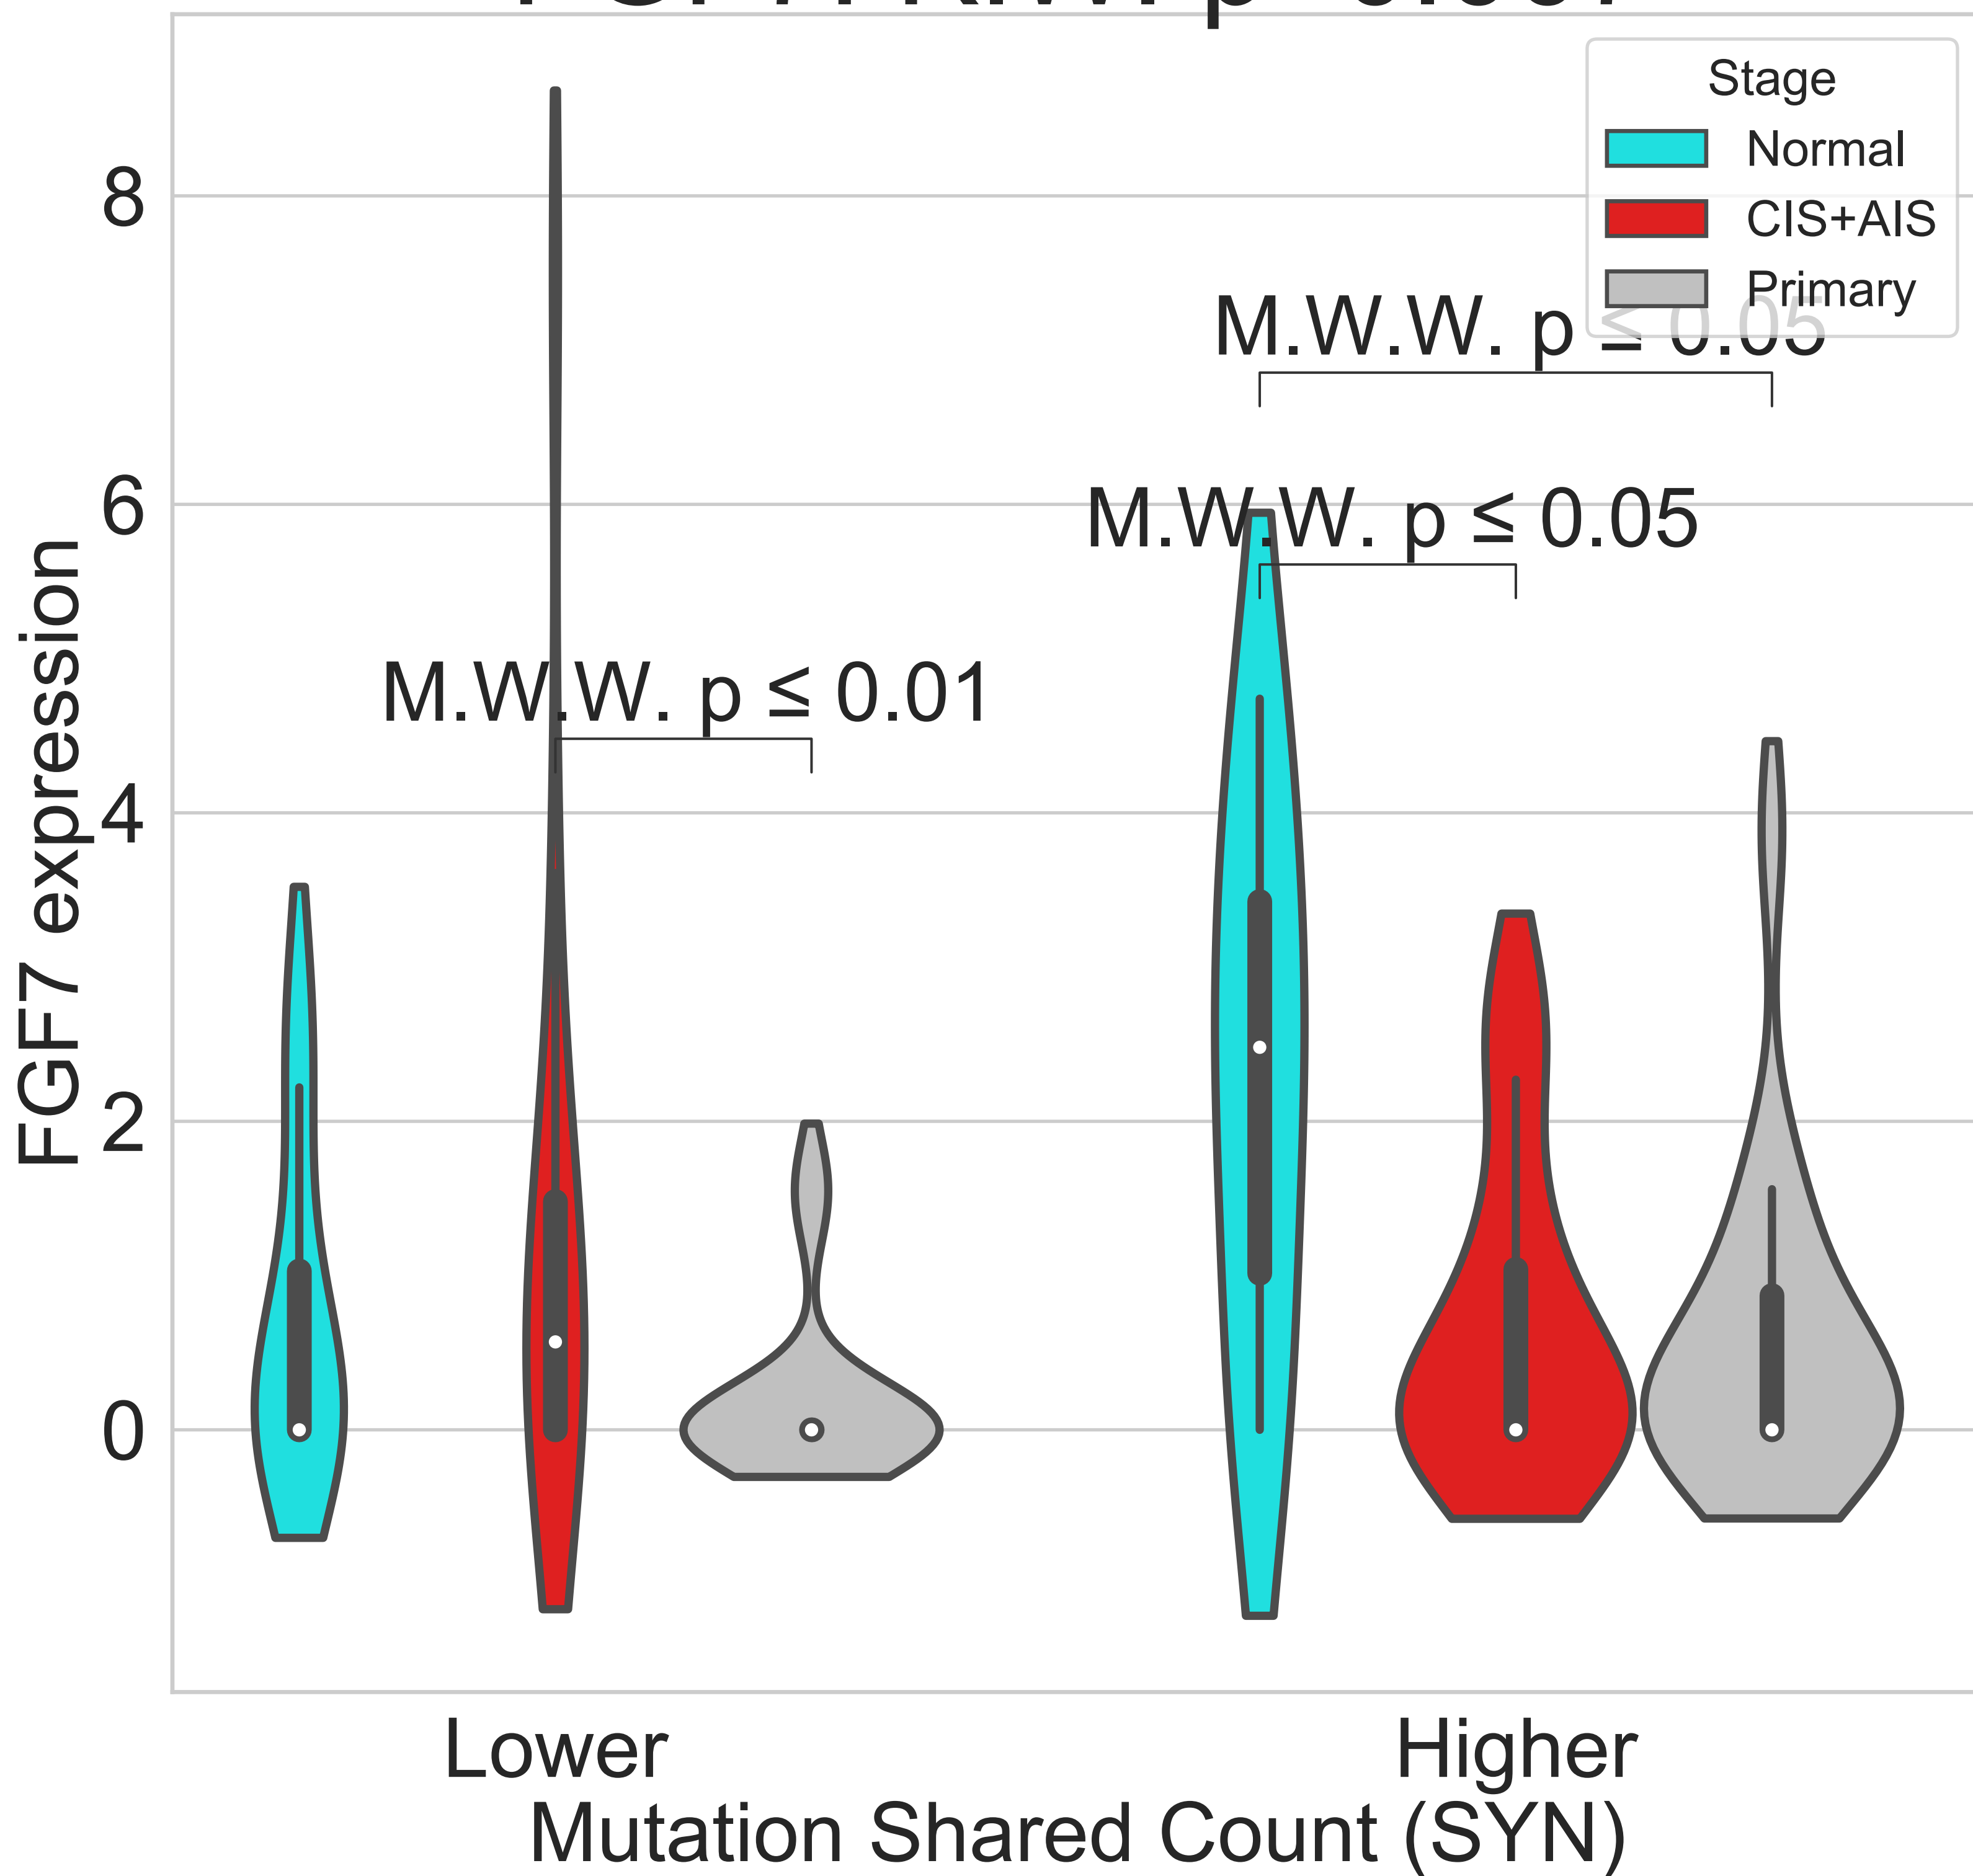 Stage
Normal
CIS+AIS
Primary
M.W.W. p ≤ 0.05
M.W.W. p ≤ 0.05
M.W.W. p ≤ 0.01
8
6
4
2
0
FGF7 expression
Lower
Higher
Mutation Shared Count (SYN)